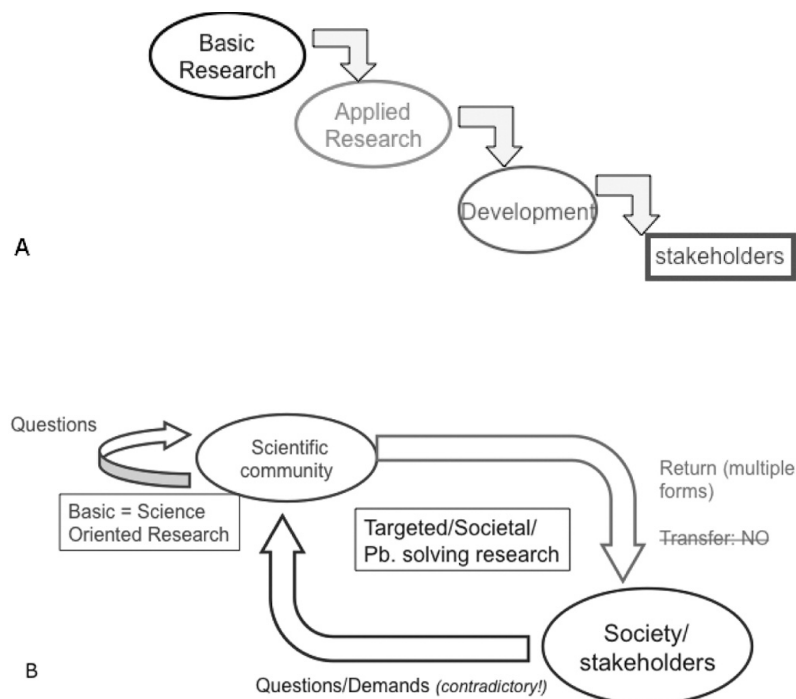 Basic
Research
Applied
Research
Development
A
stakeholders
Questions
Scientific
community
Return (multiple
forms)
Basic = Science
Oriented Research
Targeted/Societal/
Pb. solving research
Transfer: NO
Society/
stakeholders
B
Questions/Demands (contradictory!)